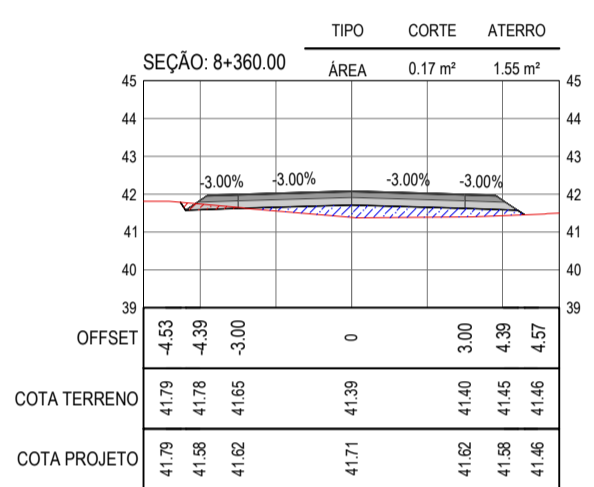 TIPO CORTE ATERRO
SEÇÃO: 8+360.00
ÁREA 0.17 m² 1.55 m²
45 45
44 44
43 43
-3.00% -3.00% -3.00% -3.00%
42 42
41 41
40 40
39 39
OFFSET -4.53 -4.39 -3.00 0 3.00 4.39 4.57
COTA TERRENO 41.79 41.78 41.65 41.39 41.40 41.45 41.46
COTA PROJETO 41.79 41.58 41.62 41.71 41.62 41.58 41.46